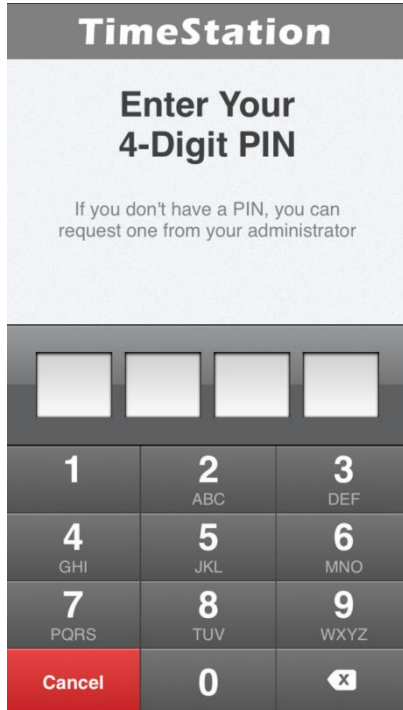 TimeStation
Enter Your
4-Digit PIN
If you don't have a PIN, you can
request one from your administrator
1 2 3
ABC DEF
4 5 6
GHI JKL MNO
7 8 9
PQRS TUV WXYZ
Cancel 0 X